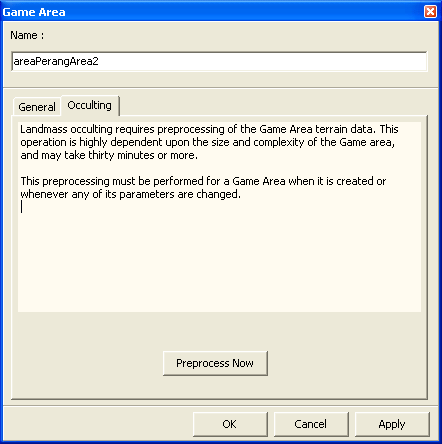 Game Area
Name :
areaPerangArea2
General
Occulting
Landmass occulting requires preprocessing of the Game Area terrain data. This
operation is highly dependent upon the size and complexity of the Game area,
and may take thirty minutes or more.
This preprocessing must be performed for a Game Area when it is created or
whenever any of its parameters are changed.
Preprocess Now
OK
Cancel
Apply